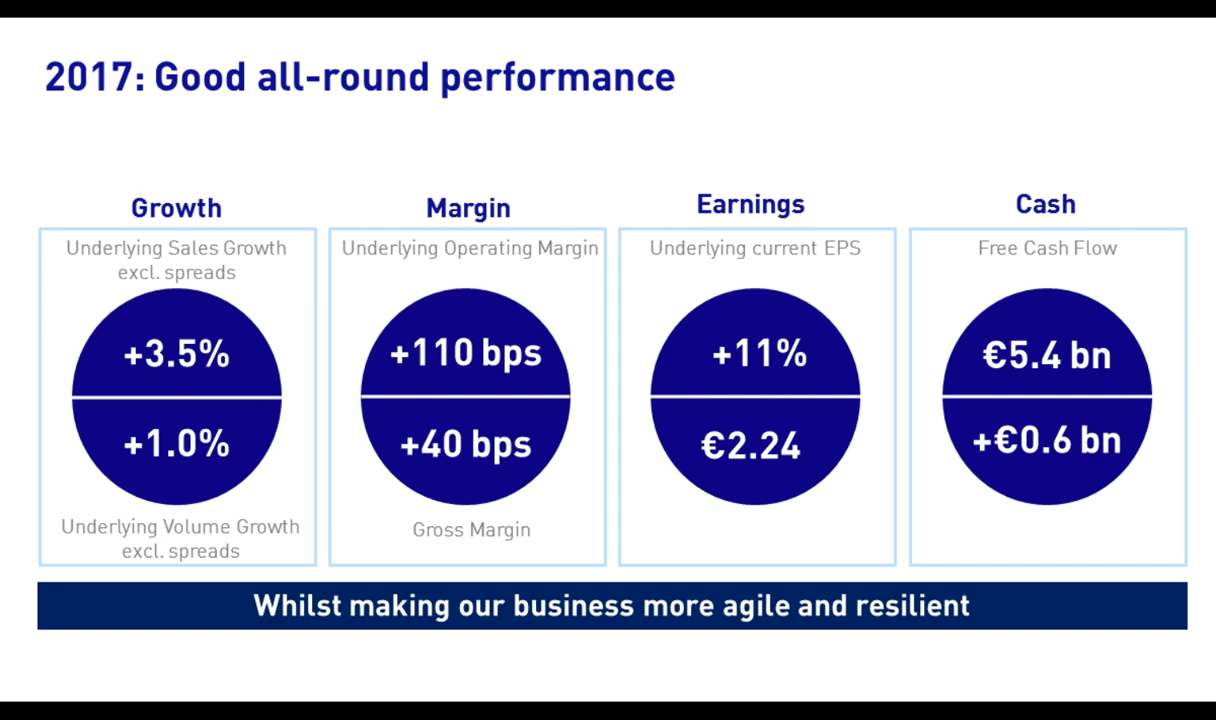 2017: Good all-round performance
Growth
Underlying Sales Growth
excl. spreads
+3.5%
+1.0%
Underlying Volume Growth
excl. spreads
Margin
Underlying Operating Margin
+110 bps
+40 bps
Gross Margin
Earnings
Underlying current EPS
+11%
€2.24
Cash
Free Cash Flow
€5.4 bn
+€0.6 bn
Whilst making our business more agile and resilient